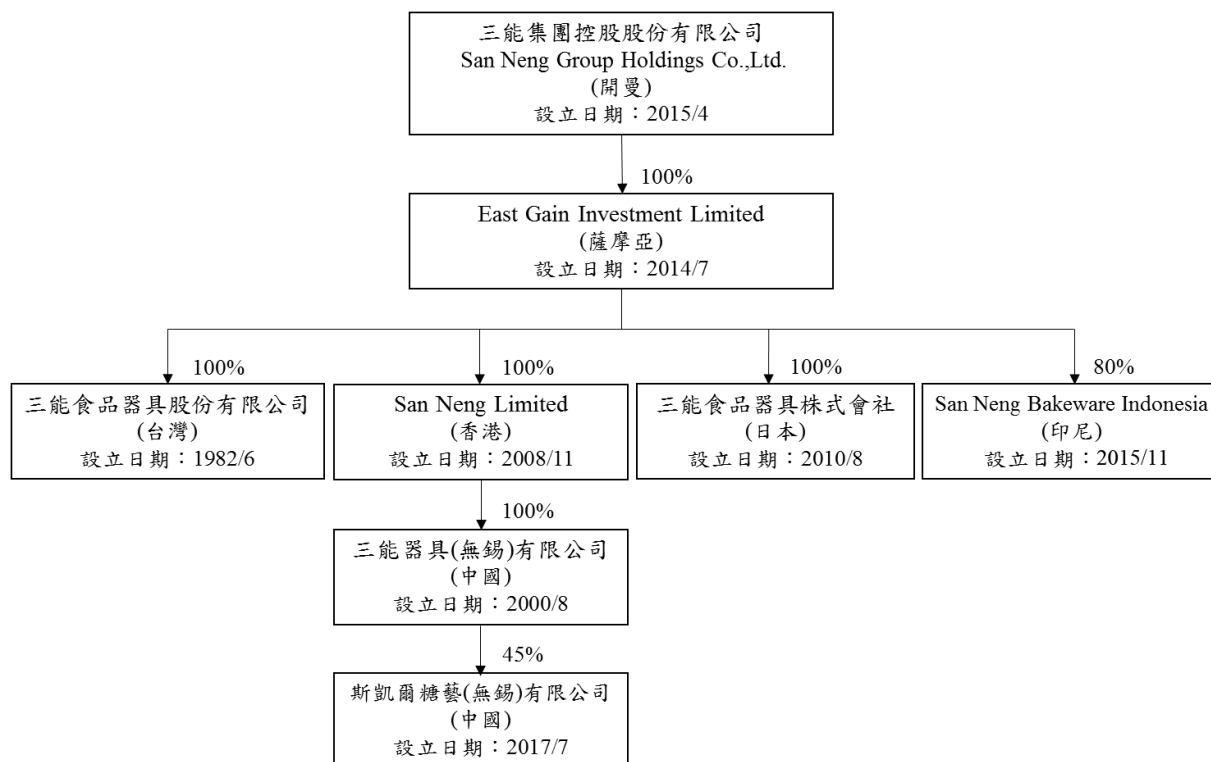 三能集團控股股份有限公司
San Neng Group Holdings Co.,Ltd.
(開曼)
設立日期：2015/4
100%
East Gain Investment Limited
(薩摩亞)
設立日期：2014/7
100%
100%
100%
80%
三能食品器具股份有限公司
(台灣)
設立日期：1982/6
San Neng Limited
(香港)
設立日期：2008/11
三能食品器具株式會社
(日本)
設立日期：2010/8
San Neng Bakeware Indonesia
(印尼)
設立日期：2015/11
100%
三能器具(無錫)有限公司
(中國)
設立日期：2000/8
45%
斯凱爾糖藝(無錫)有限公司
(中國)
設立日期：2017/7